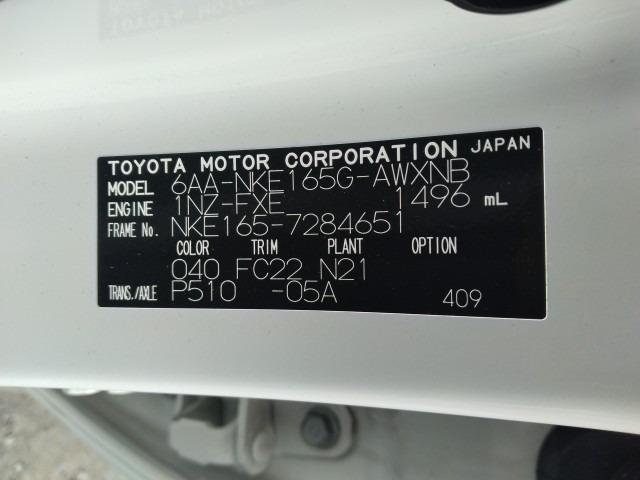 TOYOTA MOTOR CORPORATION JAPAN
MODEL 6AA-NKE165G-AWXNB
ENGINE 1NZ-FXE 1496 mL
FRAME No. NKE165-7284651
COLOR TRIM PLANT OPTION
040 FC22 N21
TRANS./AXLE P510 -05A 409